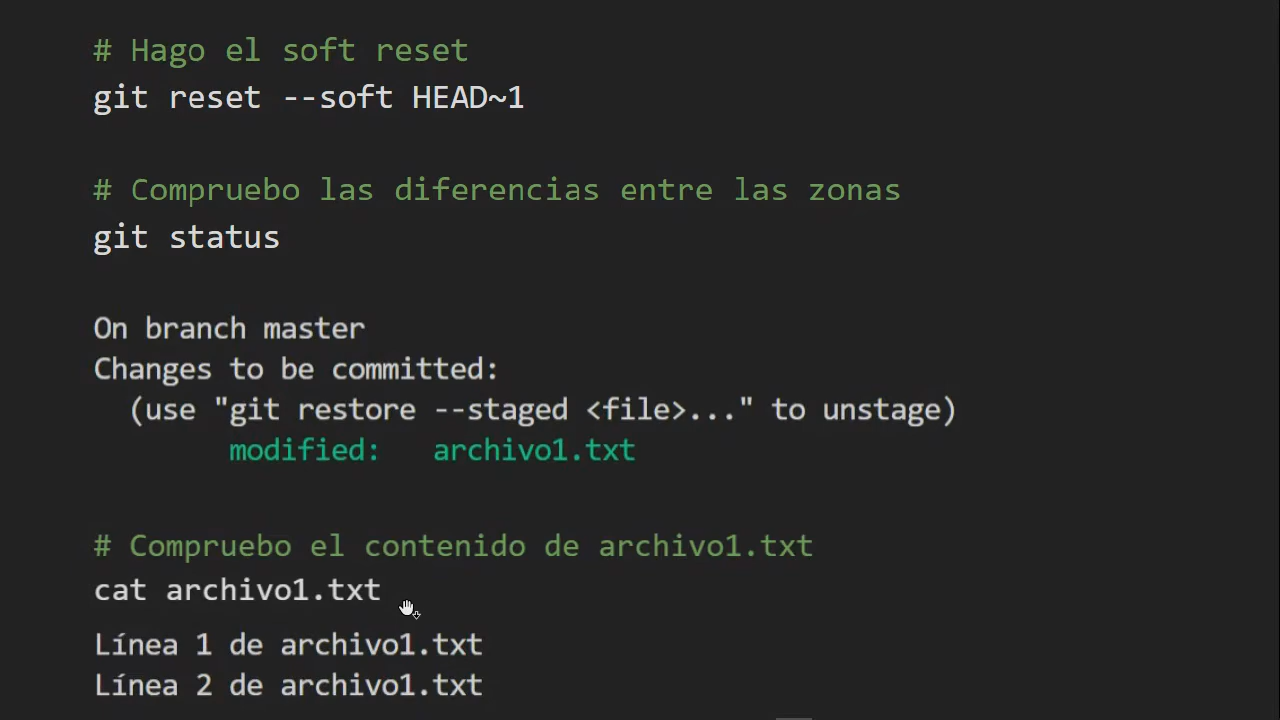 # Hago el soft reset
git reset --soft HEAD~1
# Compruebo las diferencias entre las zonas
git status
On branch master
Changes to be committed:
(use "git restore --staged <file>..." to unstage)
modified: archivo1.txt
# Compruebo el contenido de archivo1.txt
cat archivo1.txt
Línea 1 de archivo1.txt
Línea 2 de archivo1.txt